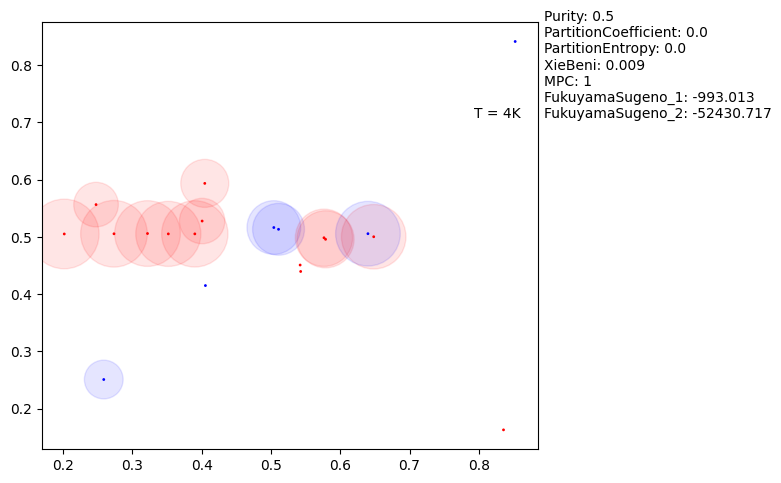 Purity: 0.5
PartitionCoefficient: 0.0
PartitionEntropy: 0.0
XieBeni: 0.009
MPC: 1
FukuyamaSugeno_1: -993.013
FukuyamaSugeno_2: -52430.717
T = 4K
0.8
0.7
0.6
0.5
0.4
0.3
0.2
0.2 0.3 0.4 0.5 0.6 0.7 0.8